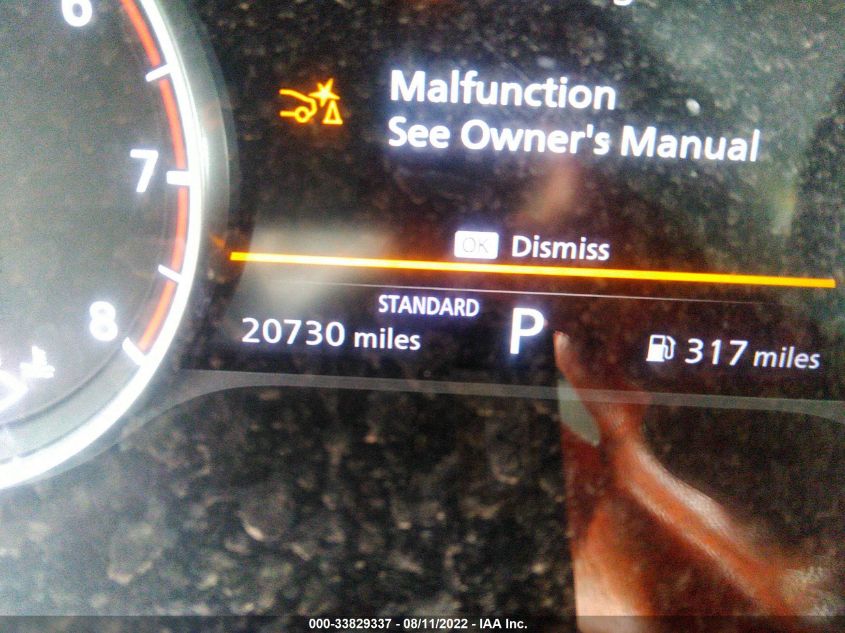 6
Malfunction
See Owner's Manual
7
OK Dismiss
STANDARD
8
20730 miles P 317 miles
000-33829337 - 08/11/2022 - IAA, Inc.